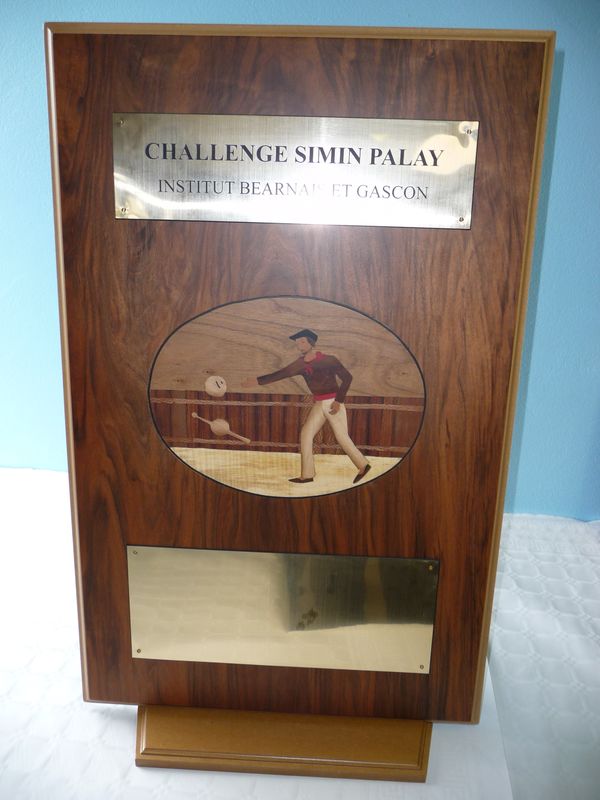 CHALLENGE SIMIN PALAY
INSTITUT BEARNAIS ET GASCON